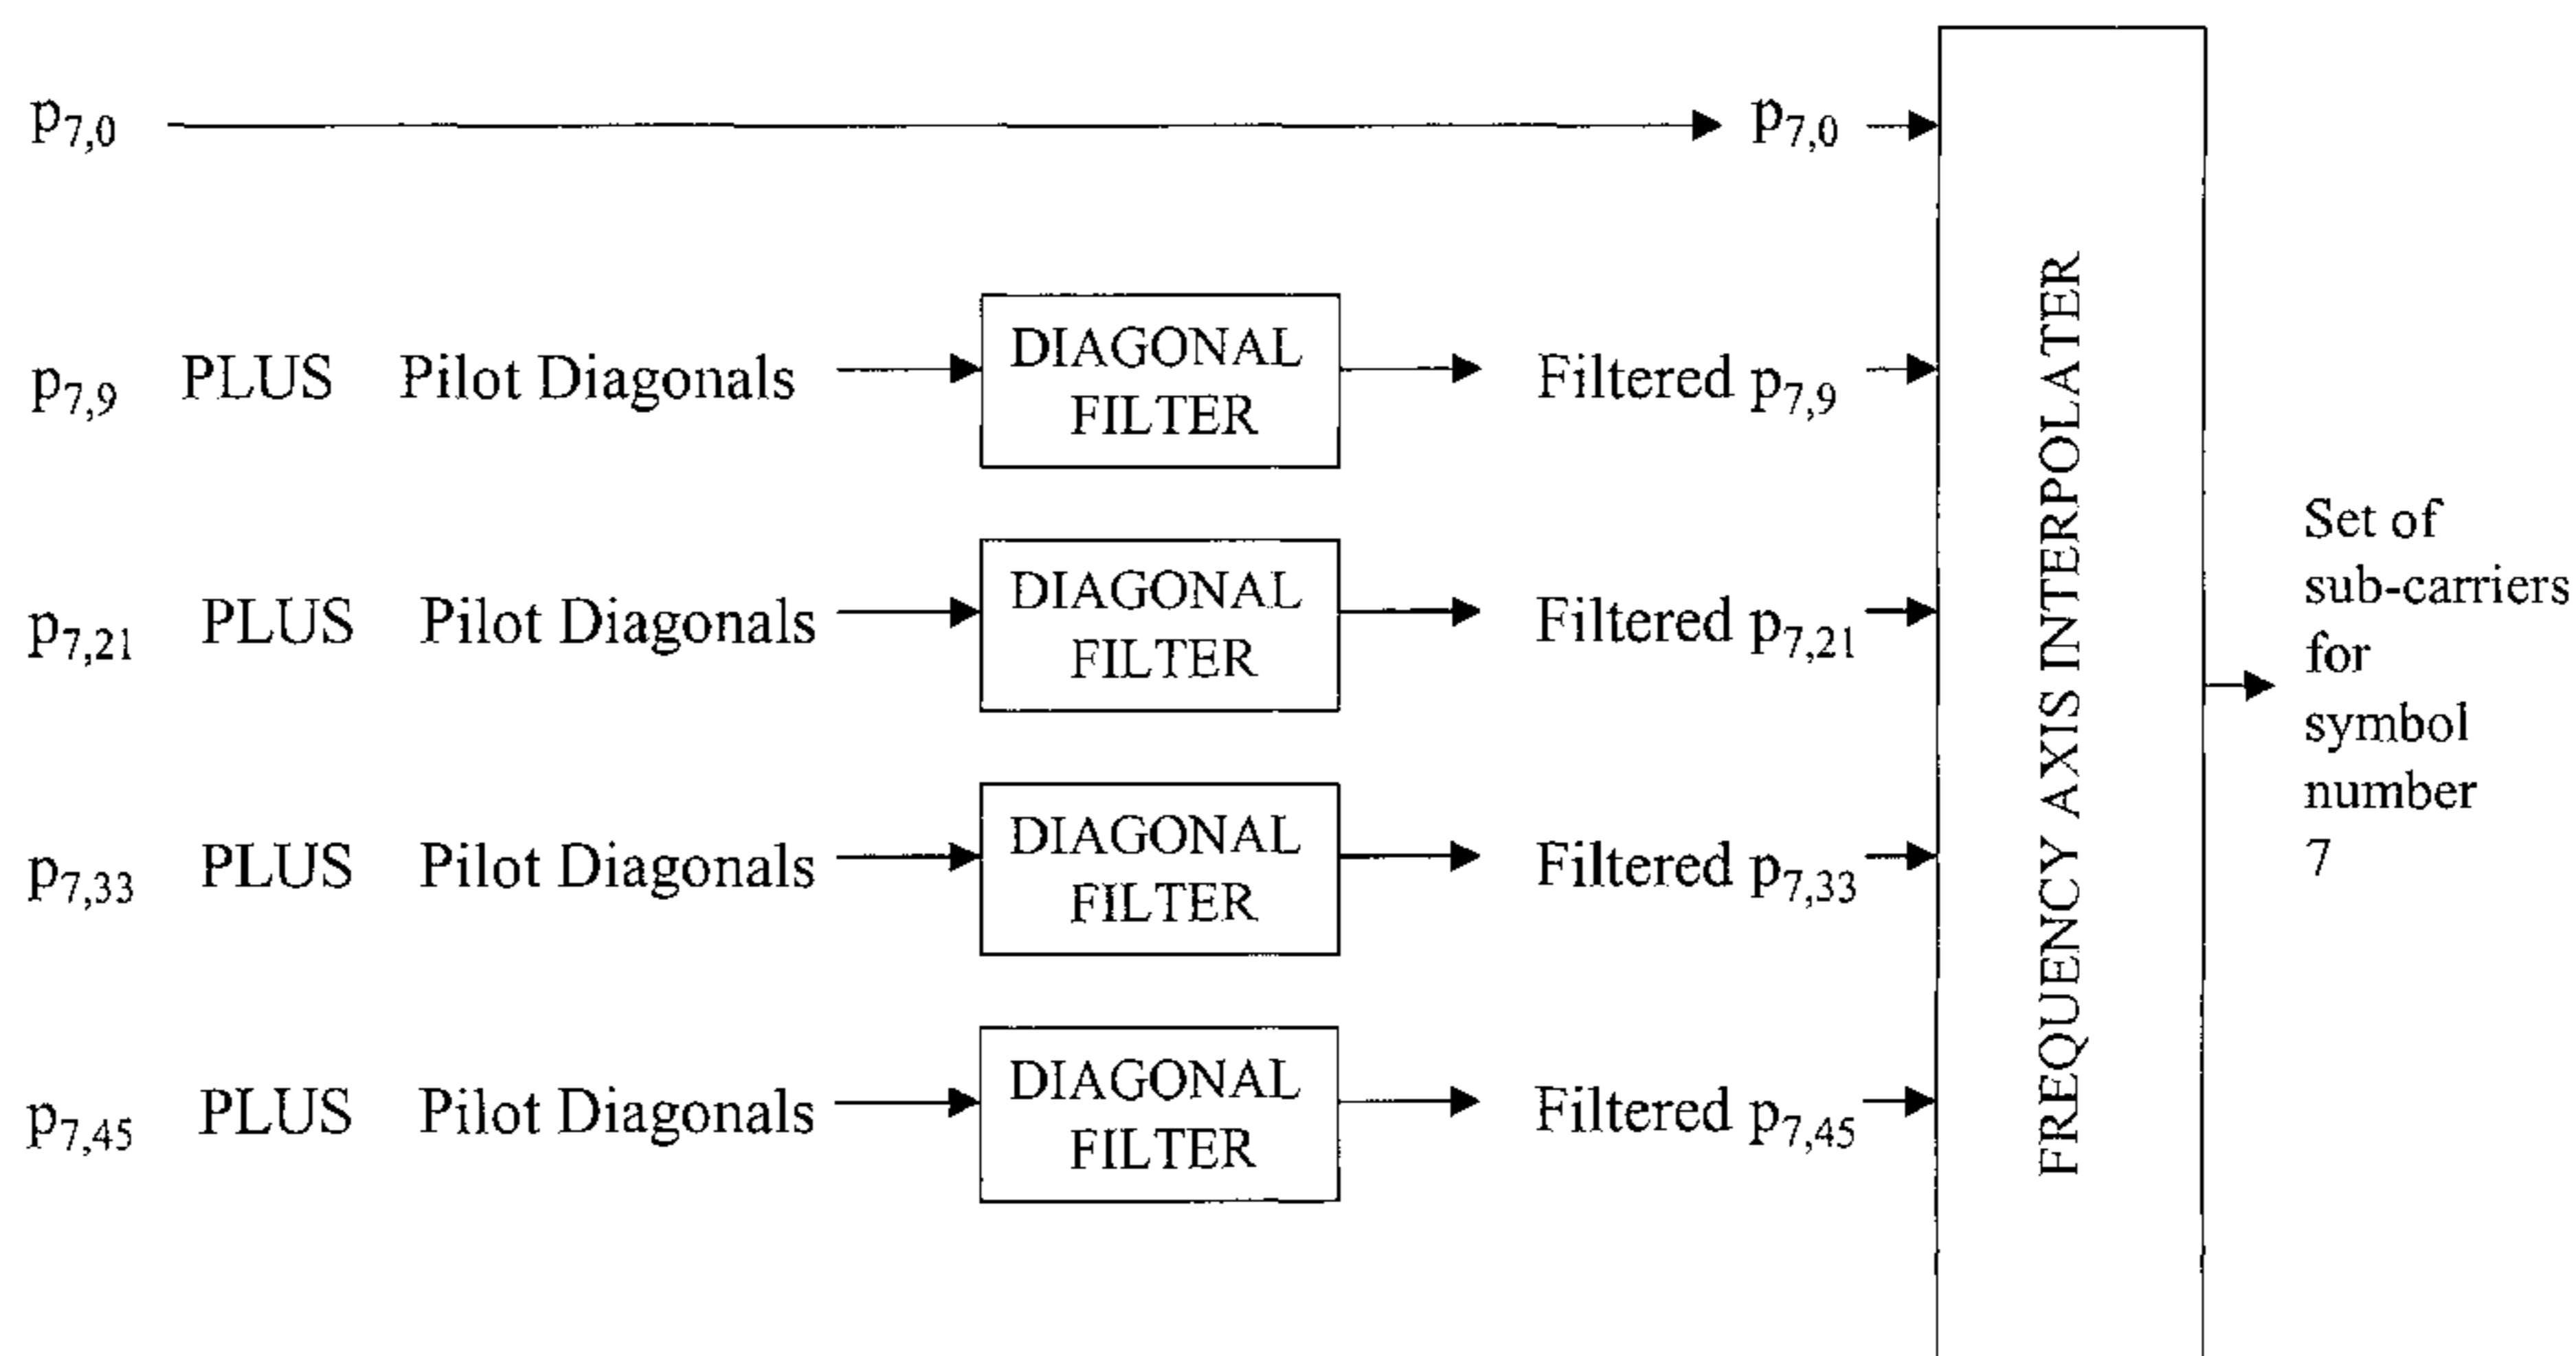 p7,0 p7,0
p7,9 PLUS Pilot Diagonals DIAGONAL FILTER Filtered p7,9
p7,21 PLUS Pilot Diagonals DIAGONAL FILTER Filtered p7,21
p7,33 PLUS Pilot Diagonals DIAGONAL FILTER Filtered p7,33
p7,45 PLUS Pilot Diagonals DIAGONAL FILTER Filtered p7,45
FREQUENCY AXIS INTERPOLATER
Set of
sub-carriers
for
symbol
number
7